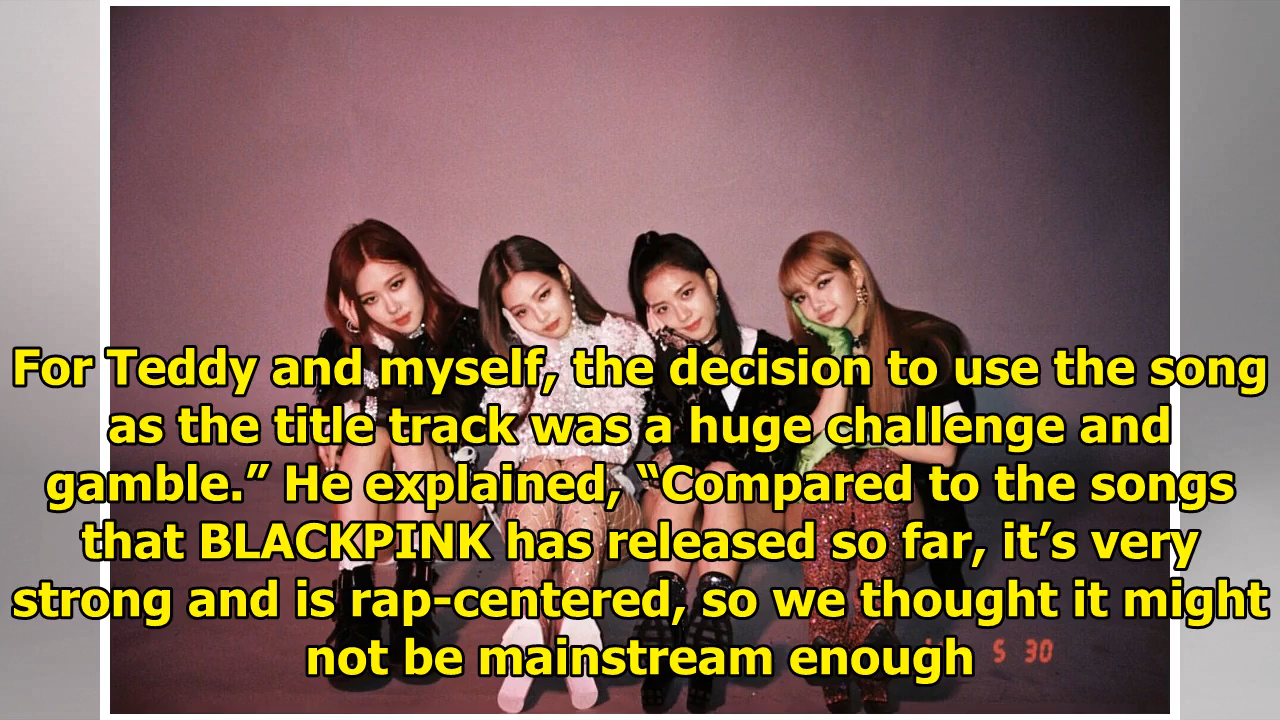 For Teddy and myself, the decision to use the song
as the title track was a huge challenge and
gamble.” He explained, “Compared to the songs
that BLACKPINK has released so far, it’s very
strong and is rap-centered, so we thought it might
not be mainstream enough
5 30